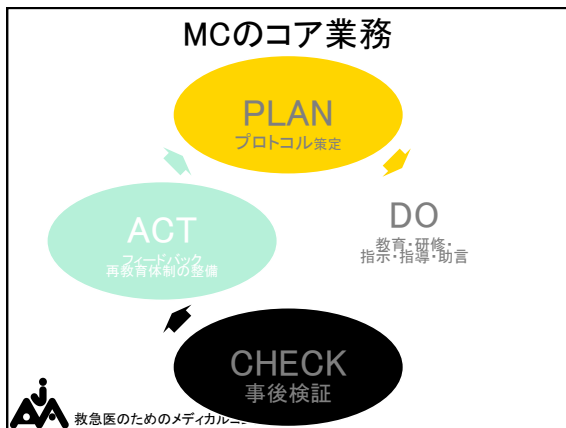 MCのコア業務
PLAN
プロトコル策定
DO
教育・研修・
指示・指導・助言
ACT
フィードバック
再教育体制の整備
CHECK
事後検証
救急医のためのメディカルコ